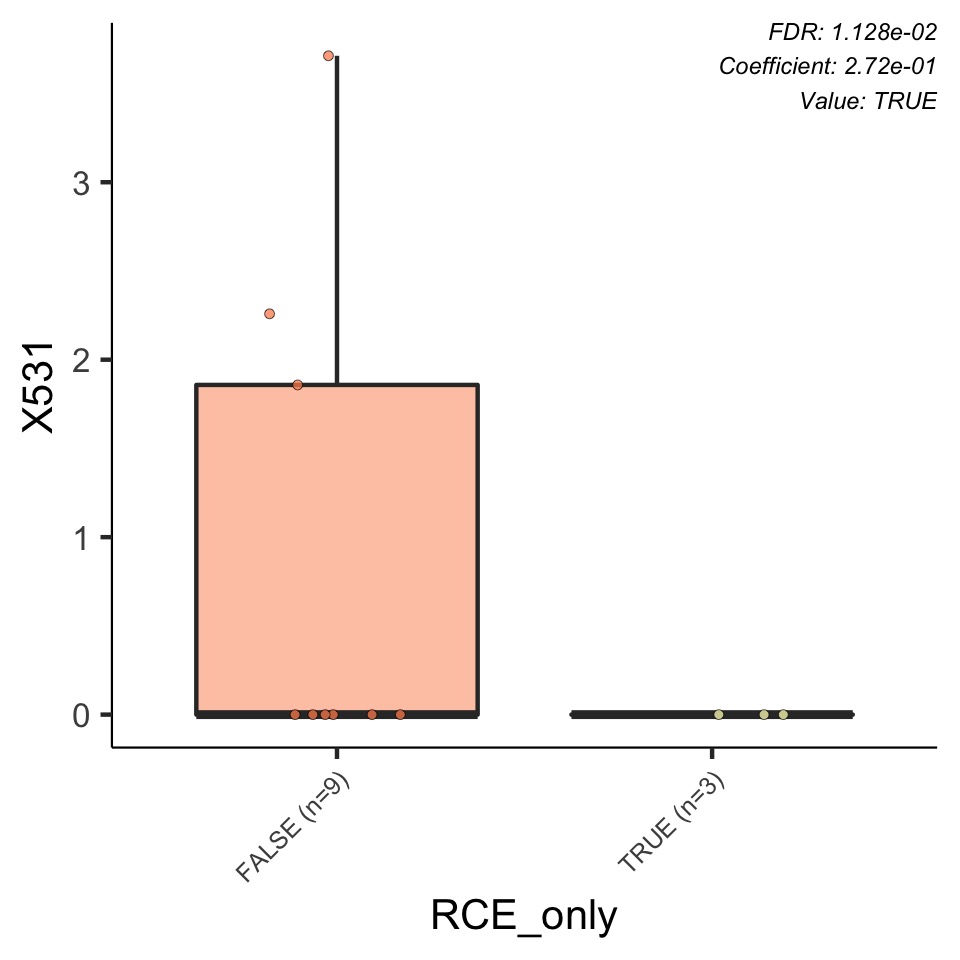 FDR: 1.128e-02
Coefficient: 2.72e-01
Value: TRUE
3
2
1
0
X531
FALSE (n=9)
TRUE (n=3)
RCE_only